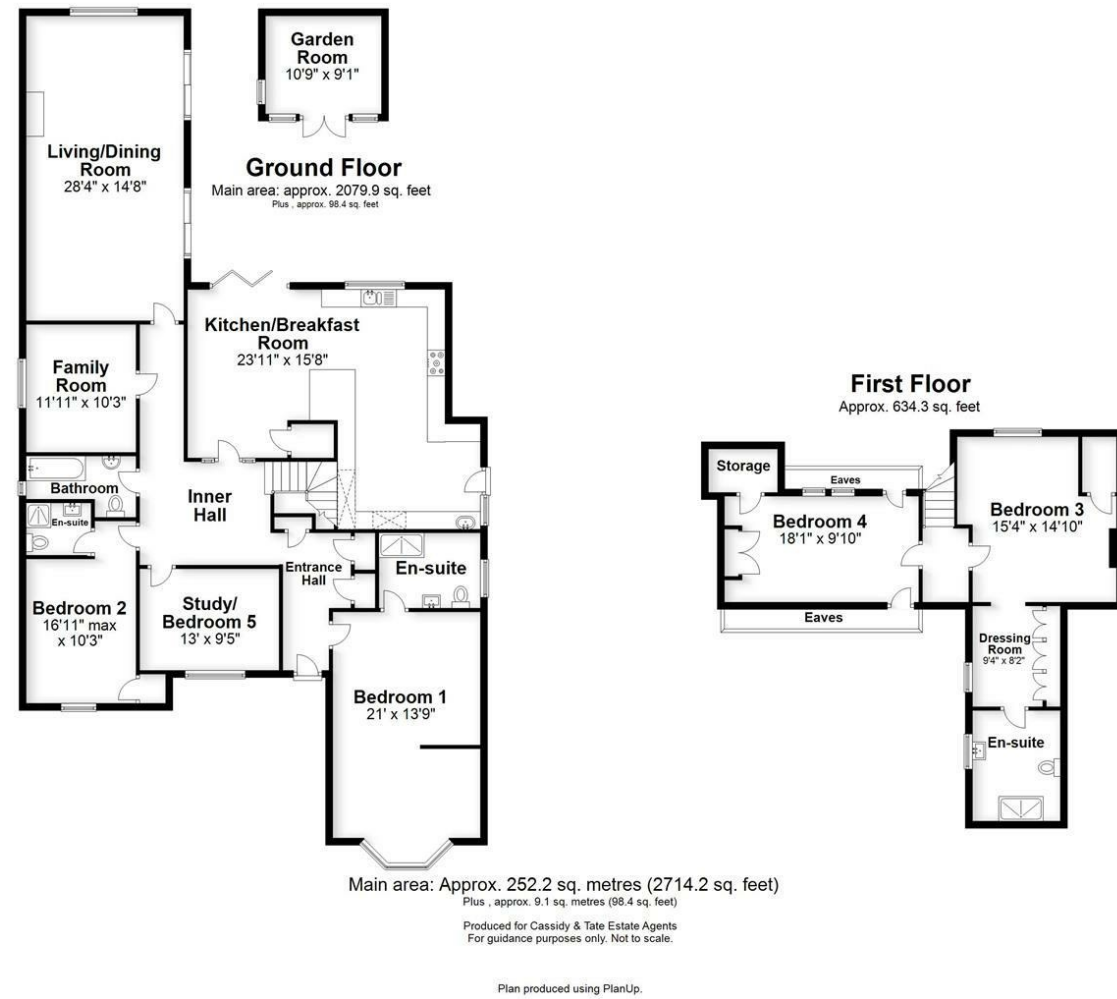 Garden
Room
10'9" x 9'1"
Living/Dining
Room
28'4" x 14'8"
Ground Floor
Main area: approx. 2079.9 sq. feet
Plus , approx. 98.4 sq. feet
Kitchen/Breakfast
Room
23'11" x 15'8"
Family
Room
11'11" x 10'3"
Bathroom
En-suite
Inner
Hall
Entrance
Hall
En-suite
Bedroom 2
16'11" max
x 10'3"
Study/
Bedroom 5
13' x 9'5"
Bedroom 1
21' x 13'9"
First Floor
Approx. 634.3 sq. feet
Storage
Eaves
Bedroom 4
18'1" x 9'10"
Bedroom 3
15'4" x 14'10"
Eaves
Dressing
Room
9'4" x 8'2"
En-suite
Main area: Approx. 252.2 sq. metres (2714.2 sq. feet)
Plus , approx. 9.1 sq. metres (98.4 sq. feet)
Produced for Cassidy & Tate Estate Agents
For guidance purposes only. Not to scale.
Plan produced using PlanUp.